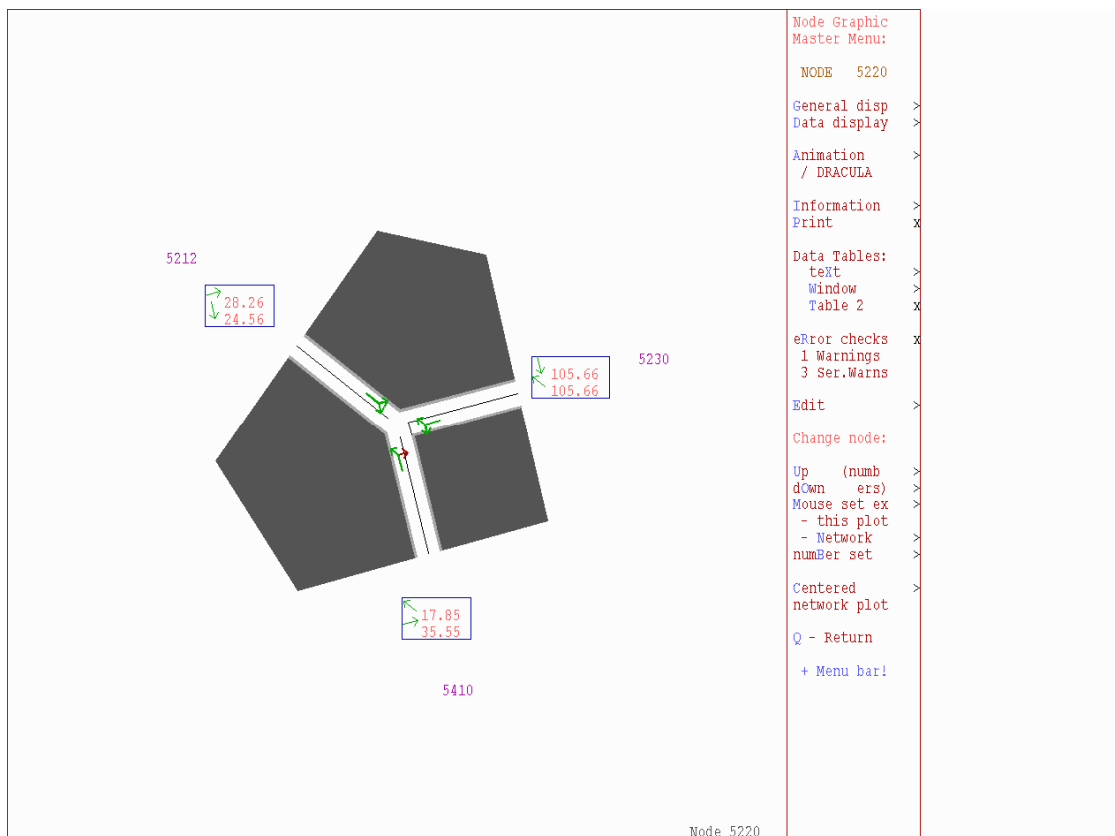 5212
28.26
24.56
5230
105.66
105.66
17.85
35.55
5410
Node 5220
Node Graphic
Master Menu:
NODE 5220
General disp >
Data display >
Animation >
/ DRACULA
Information >
Print x
Data Tables:
teXt >
Window >
Table 2 x
eRror checks x
1 Warnings
3 Ser.Warns
Edit >
Change node:
Up (numb >
dOwn ers) >
Mouse set ex >
- this plot
- Network >
numBer set >
Centered >
network plot
Q - Return
+ Menu bar!